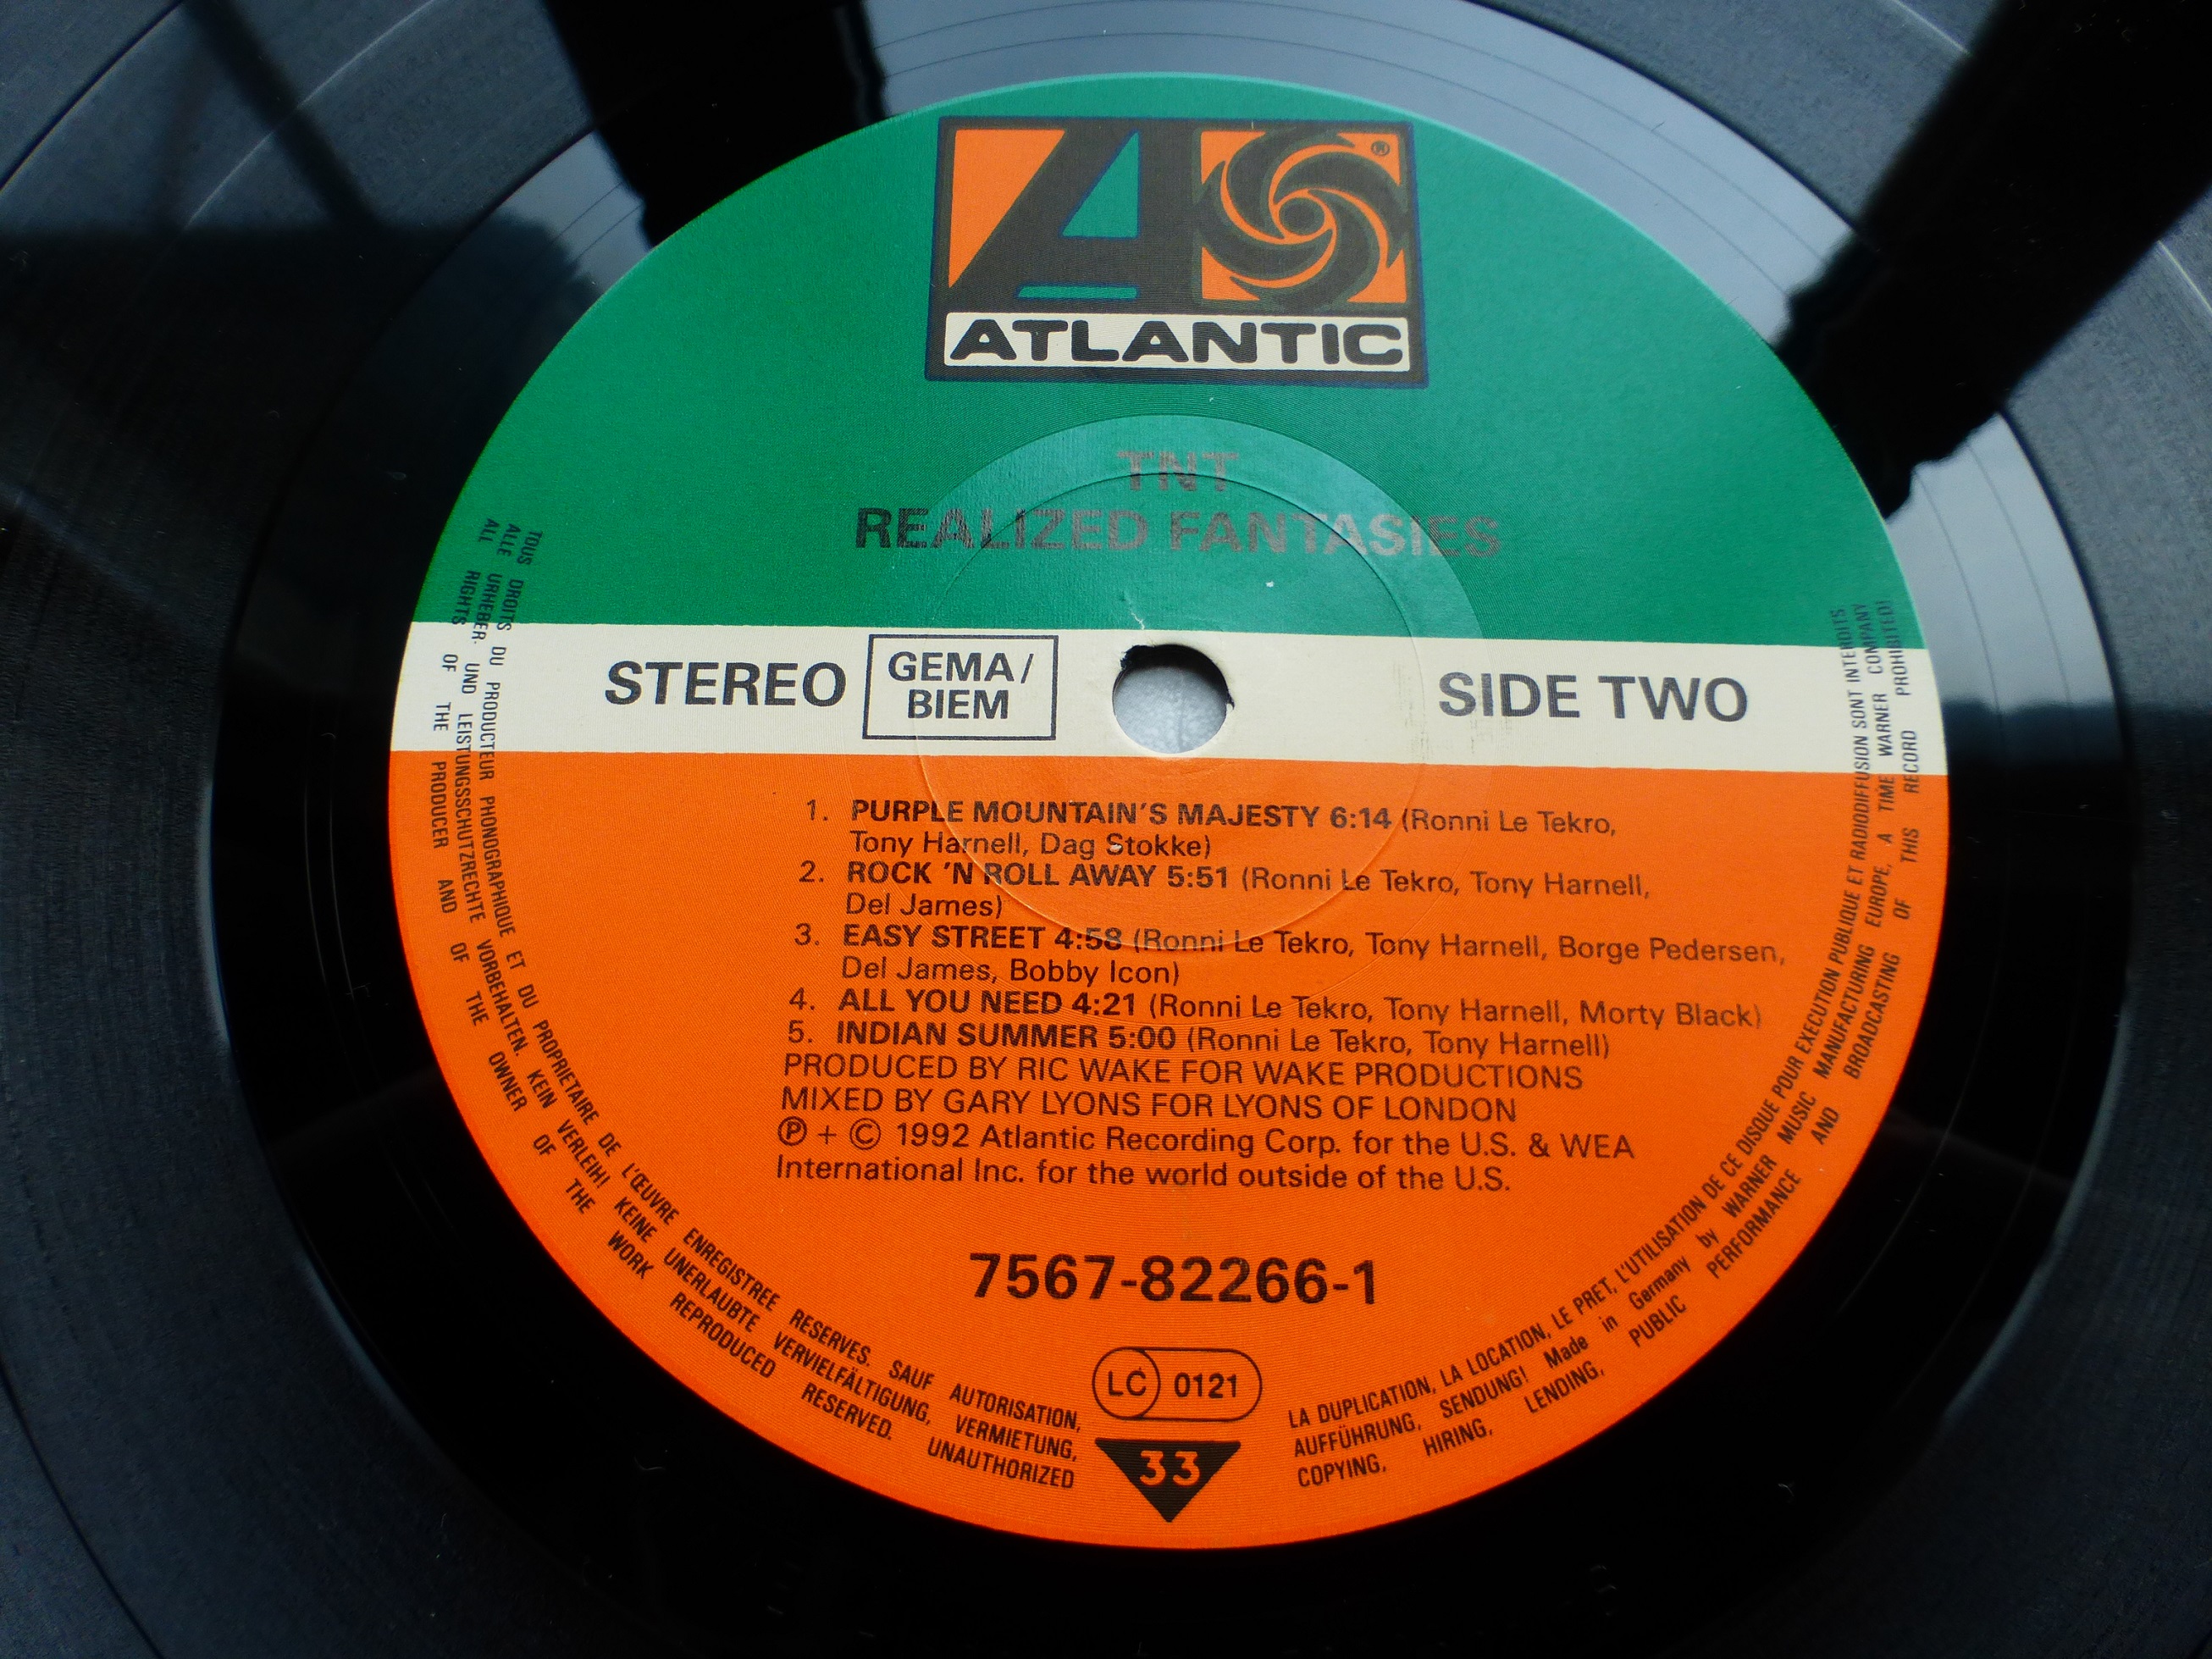 ®
ATLANTIC
TNT
REALIZED FANTASIES
STEREO
GEMA/
BIEM
SIDE TWO
1. PURPLE MOUNTAIN'S MAJESTY 6:14 (Ronni Le Tekro,
Tony Harnell, Dag Stokke)
2. ROCK 'N ROLL AWAY 5:51 (Ronni Le Tekro, Tony Harnell,
Del James)
3. EASY STREET 4:58 (Ronni Le Tekro, Tony Harnell, Borge Pedersen,
Del James, Bobby Icon)
4. ALL YOU NEED 4:21 (Ronni Le Tekro, Tony Harnell, Morty Black)
5. INDIAN SUMMER 5:00 (Ronni Le Tekro, Tony Harnell)
PRODUCED BY RIC WAKE FOR WAKE PRODUCTIONS
MIXED BY GARY LYONS FOR LYONS OF LONDON
℗ + © 1992 Atlantic Recording Corp. for the U.S. & WEA
International Inc. for the world outside of the U.S.
7567-82266-1
LC 0121
33
TOUS DROITS DU PRODUCTEUR PHONOGRAPHIQUE ET DU PROPRIETAIRE DE L'ŒUVRE ENREGISTREE RESERVES. SAUF AUTORISATION, LA DUPLICATION, LA LOCATION, LE PRET, L'UTILISATION DE CE DISQUE POUR EXECUTION PUBLIQUE ET RADIODIFFUSION SONT INTERDITS
ALLE URHEBER- UND LEISTUNGSSCHUTZRECHTE VORBEHALTEN. KEIN VERLEIH! KEINE UNERLAUBTE VERVIELFÄLTIGUNG, VERMIETUNG, AUFFÜHRUNG, SENDUNG! Made in Germany by WARNER MUSIC MANUFACTURING EUROPE, A TIME WARNER COMPANY
ALL RIGHTS OF THE PRODUCER AND OF THE OWNER OF THE WORK REPRODUCED RESERVED. UNAUTHORIZED COPYING, HIRING, LENDING, PUBLIC PERFORMANCE AND BROADCASTING OF THIS RECORD PROHIBITED!